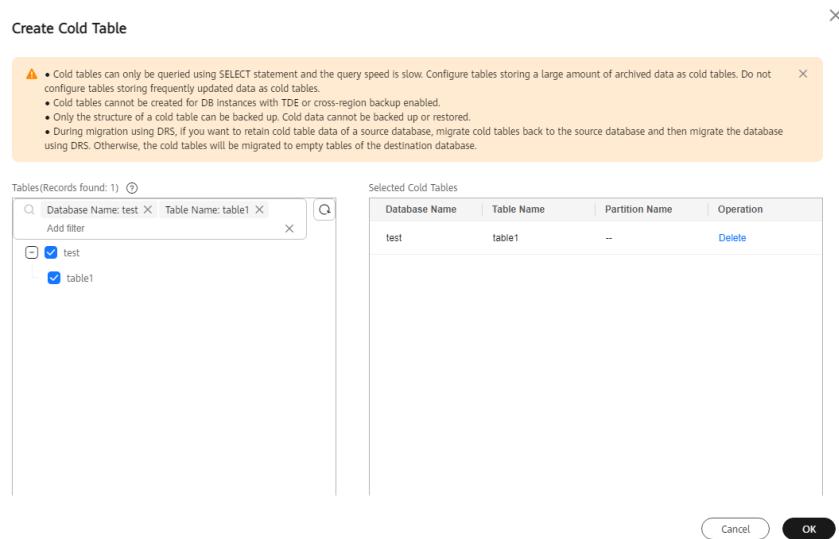 Create Cold Table
● Cold tables can only be queried using SELECT statement and the query speed is slow. Configure tables storing a large amount of archived data as cold tables. Do not
configure tables storing frequently updated data as cold tables.
● Cold tables cannot be created for DB instances with TDE or cross-region backup enabled.
● Only the structure of a cold table can be backed up. Cold data cannot be backed up or restored.
● During migration using DRS, if you want to retain cold table data of a source database, migrate cold tables back to the source database and then migrate the database
using DRS. Otherwise, the cold tables will be migrated to empty tables of the destination database.
Tables(Records found: 1)
Database Name: test Table Name: table1
Add filter
test
table1
Selected Cold Tables
Database Name Table Name Partition Name Operation
test table1 -- Delete
Cancel OK